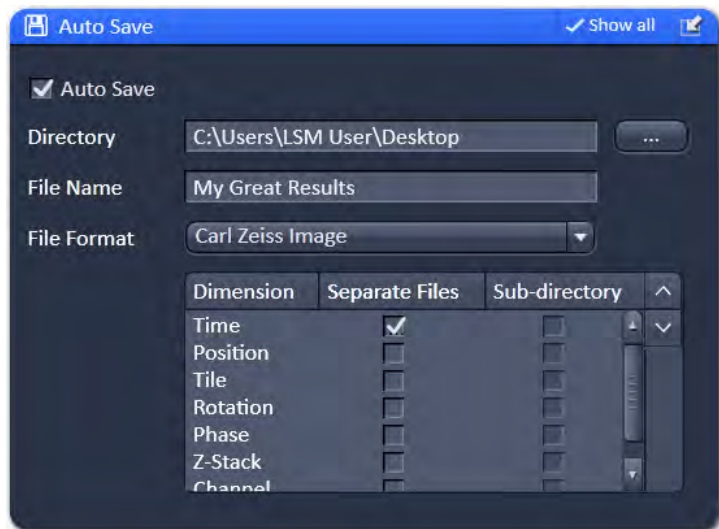 Auto Save Show all
Auto Save
Directory C:\Users\LSM User\Desktop ...
File Name My Great Results
File Format Carl Zeiss Image
Dimension Separate Files Sub-directory
Time
Position
Tile
Rotation
Phase
Z-Stack
Channel